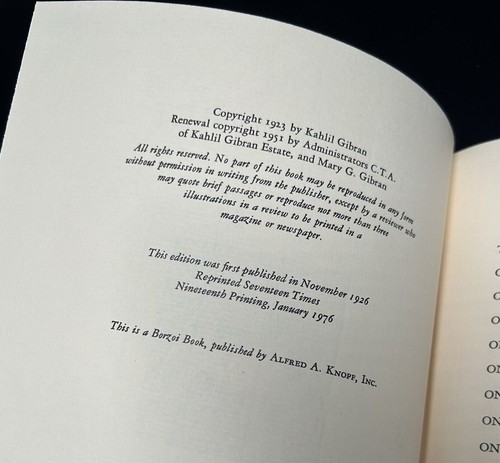 Copyright 1923 by Kahlil Gibran
Renewal copyright 1951 by Administrators C.T.A.
of Kahlil Gibran Estate, and Mary G. Gibran
All rights reserved. No part of this book may be reproduced in any form
without permission in writing from the publisher, except by a reviewer who
may quote brief passages or reproduce not more than three
illustrations in a review to be printed in a
magazine or newspaper.
This edition was first published in November 1926
Reprinted Seventeen Times
Nineteenth Printing, January 1976
This is a Borzoi Book, published by ALFRED A. KNOPF, INC.
ON
ON
ON
ON